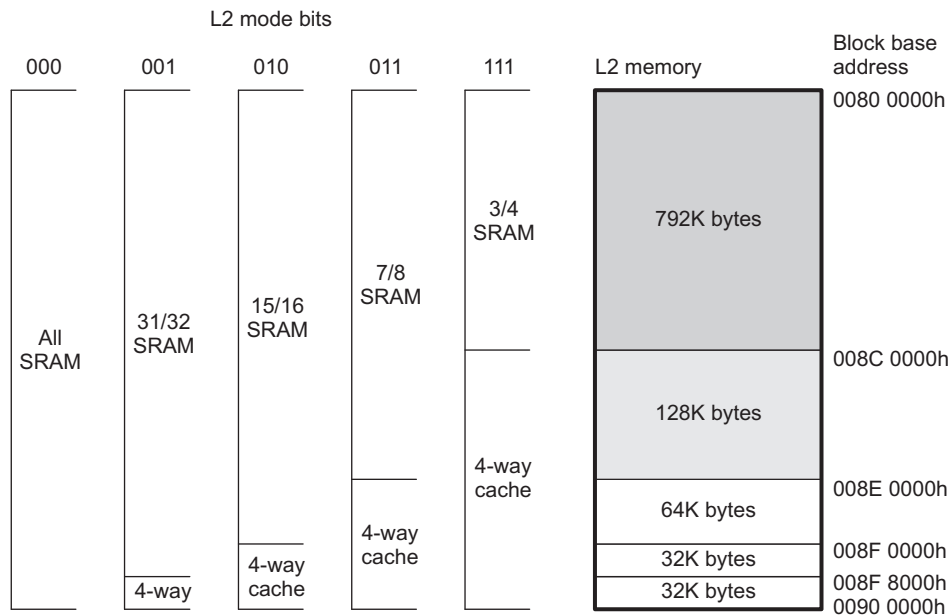 L2 mode bits
000 001 010 011 111 L2 memory Block base
address
0080 0000h
All
SRAM
31/32
SRAM
4-way
15/16
SRAM
4-way
cache
7/8
SRAM
4-way
cache
3/4
SRAM
4-way
cache
792K bytes
008C 0000h
128K bytes
008E 0000h
64K bytes
008F 0000h
32K bytes
008F 8000h
32K bytes
0090 0000h